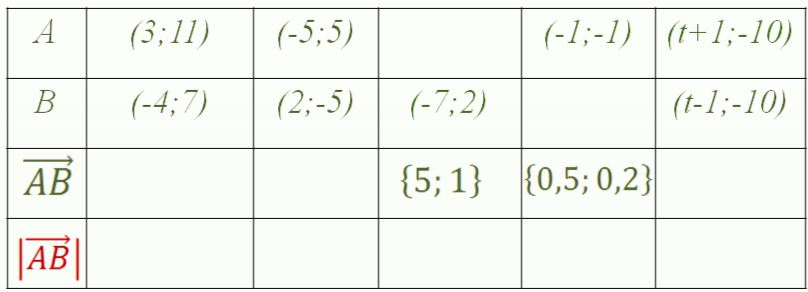 A (3;11) (-5;5) (-1;-1) (t+1;-10)
B (-4;7) (2;-5) (-7;2) (t-1;-10)
AB {5; 1} {0,5; 0,2}
|AB|